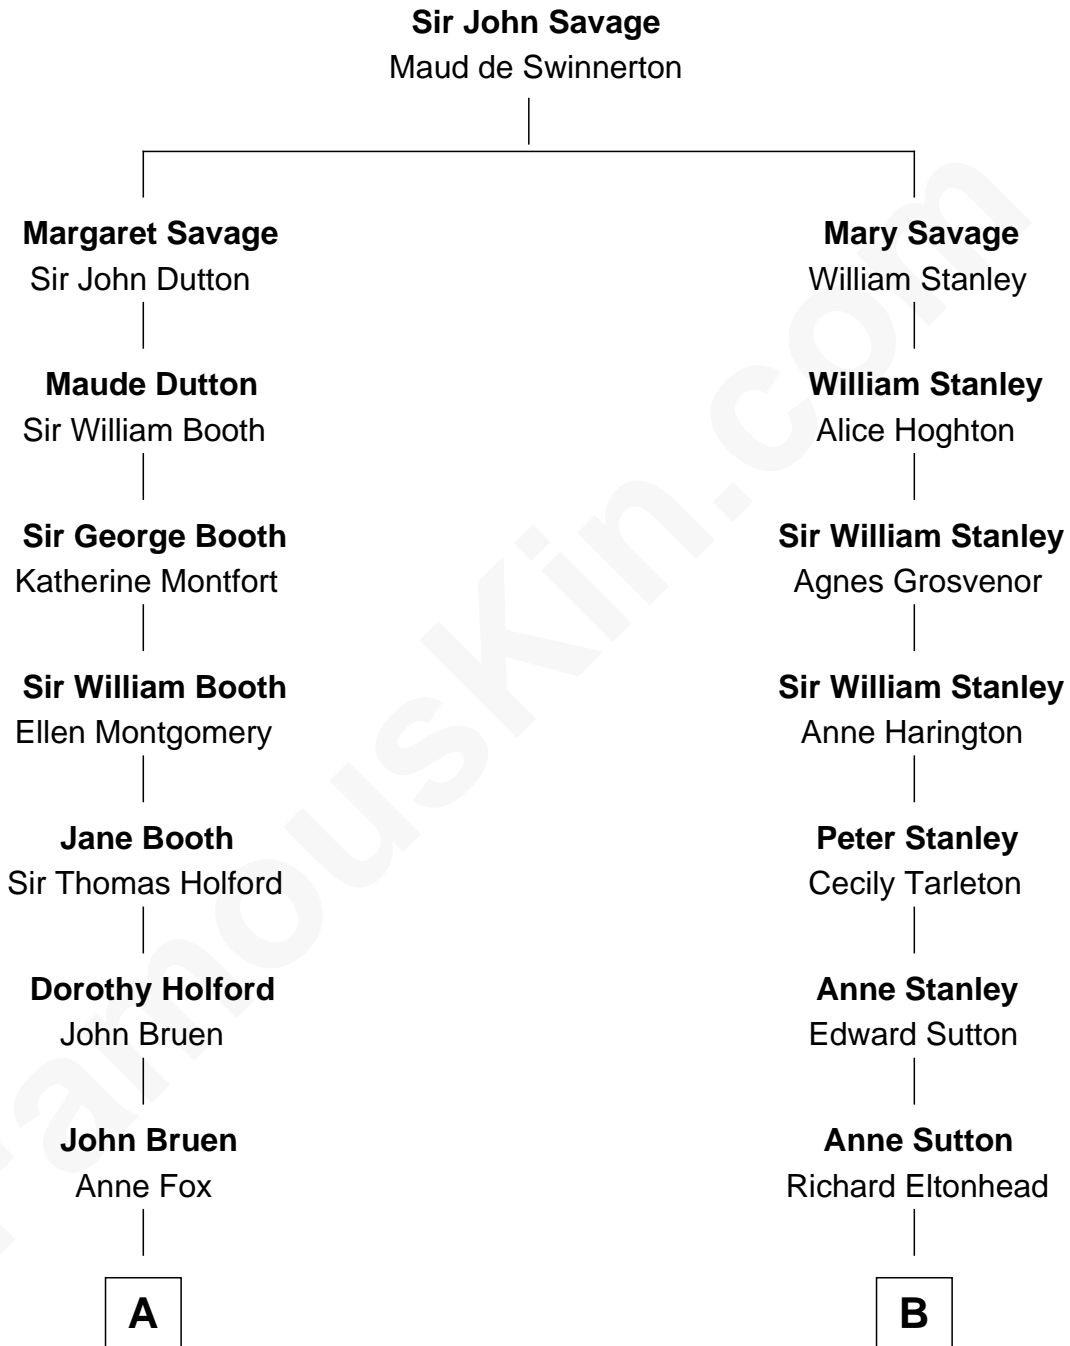 Sir John Savage
Maud de Swinnerton
Margaret Savage
Sir John Dutton
Mary Savage
William Stanley
Maude Dutton
Sir William Booth
William Stanley
Alice Hoghton
Sir George Booth
Katherine Montfort
Sir William Stanley
Agnes Grosvenor
Sir William Booth
Ellen Montgomery
Sir William Stanley
Anne Harington
Jane Booth
Sir Thomas Holford
Peter Stanley
Cecily Tarleton
Dorothy Holford
John Bruen
Anne Stanley
Edward Sutton
John Bruen
Anne Fox
Anne Sutton
Richard Eltonhead
A
B
FamousKin.com